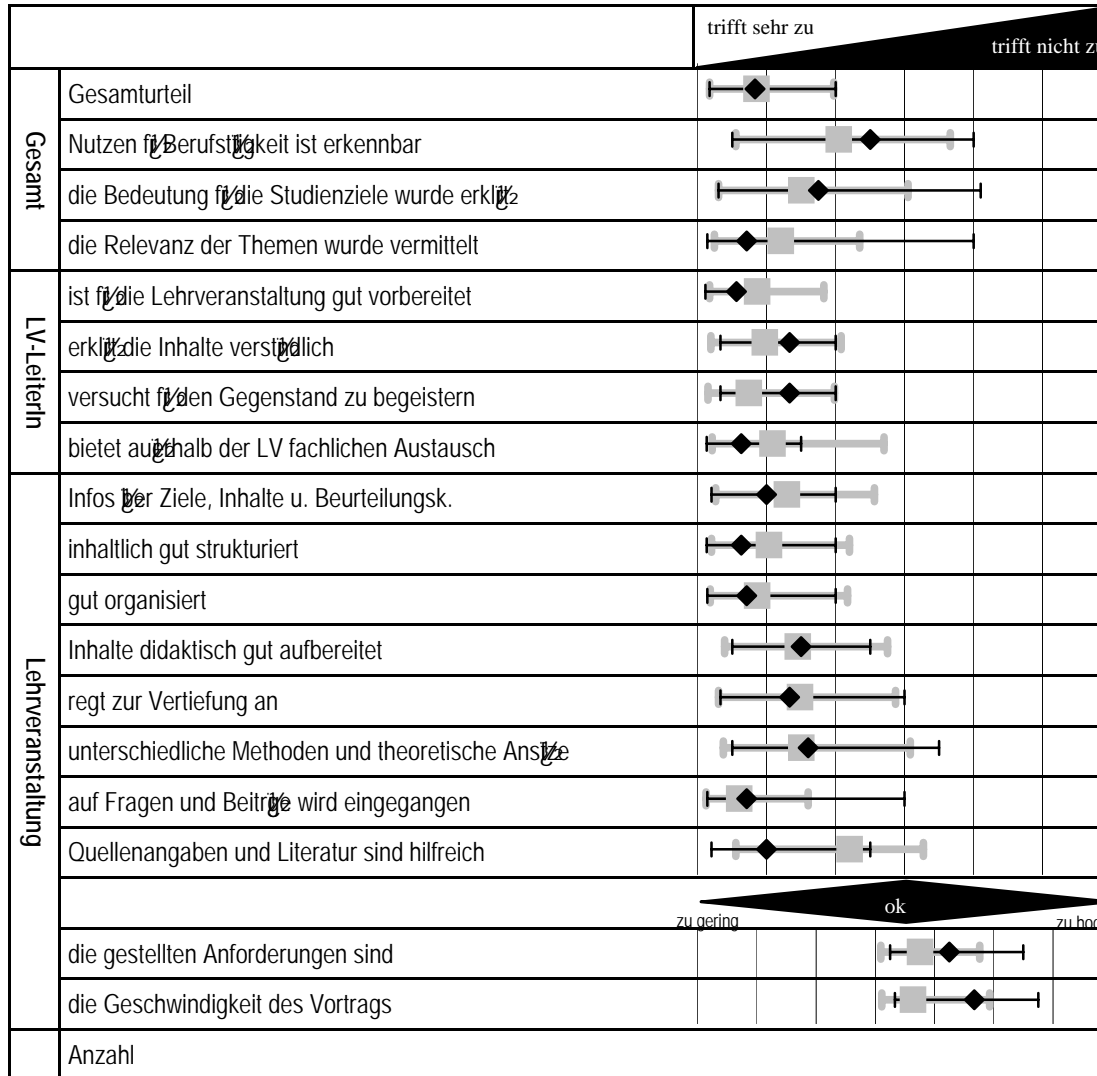 trifft sehr zu
trifft nicht zu
Gesamt
Gesamturteil
Nutzen ist erkennbar
die Bedeutung die Studienziele wurde
die Relevanz der Themen wurde vermittelt
LV-LeiterIn
ist die Lehrveranstaltung gut vorbereitet
die Inhalte
versucht den Gegenstand zu begeistern
bietet der LV fachlichen Austausch
Lehrveranstaltung
Infos Ziele, Inhalte u. Beurteilungsk.
inhaltlich gut strukturiert
gut organisiert
Inhalte didaktisch gut aufbereitet
regt zur Vertiefung an
unterschiedliche Methoden und theoretische
auf Fragen und wird eingegangen
Quellenangaben und Literatur sind hilfreich
ok
zu gering
zu hoc
die gestellten Anforderungen sind
die Geschwindigkeit des Vortrags
Anzahl